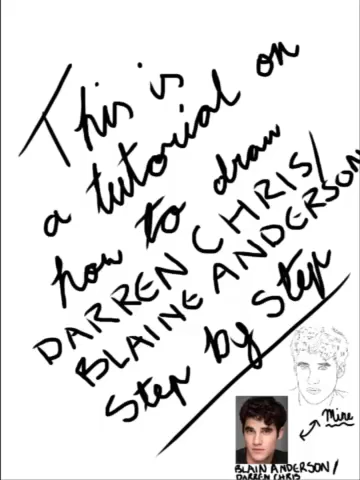 This is
a tutorial on
how to draw
DARREN CHRIS/
BLAINE ANDERSON
Step by Step
Mine
BLAIN ANDERSON/
DARREN CHRIS